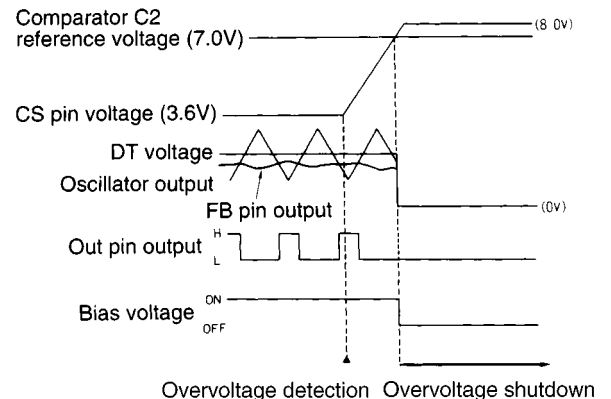 Comparator C2
reference voltage (7.0V)
(8 0V)
CS pin voltage (3.6V)
DT voltage
Oscillator output
FB pin output
(0V)
Out pin output
H
L
Bias voltage
ON
OFF
Overvoltage detection
Overvoltage shutdown